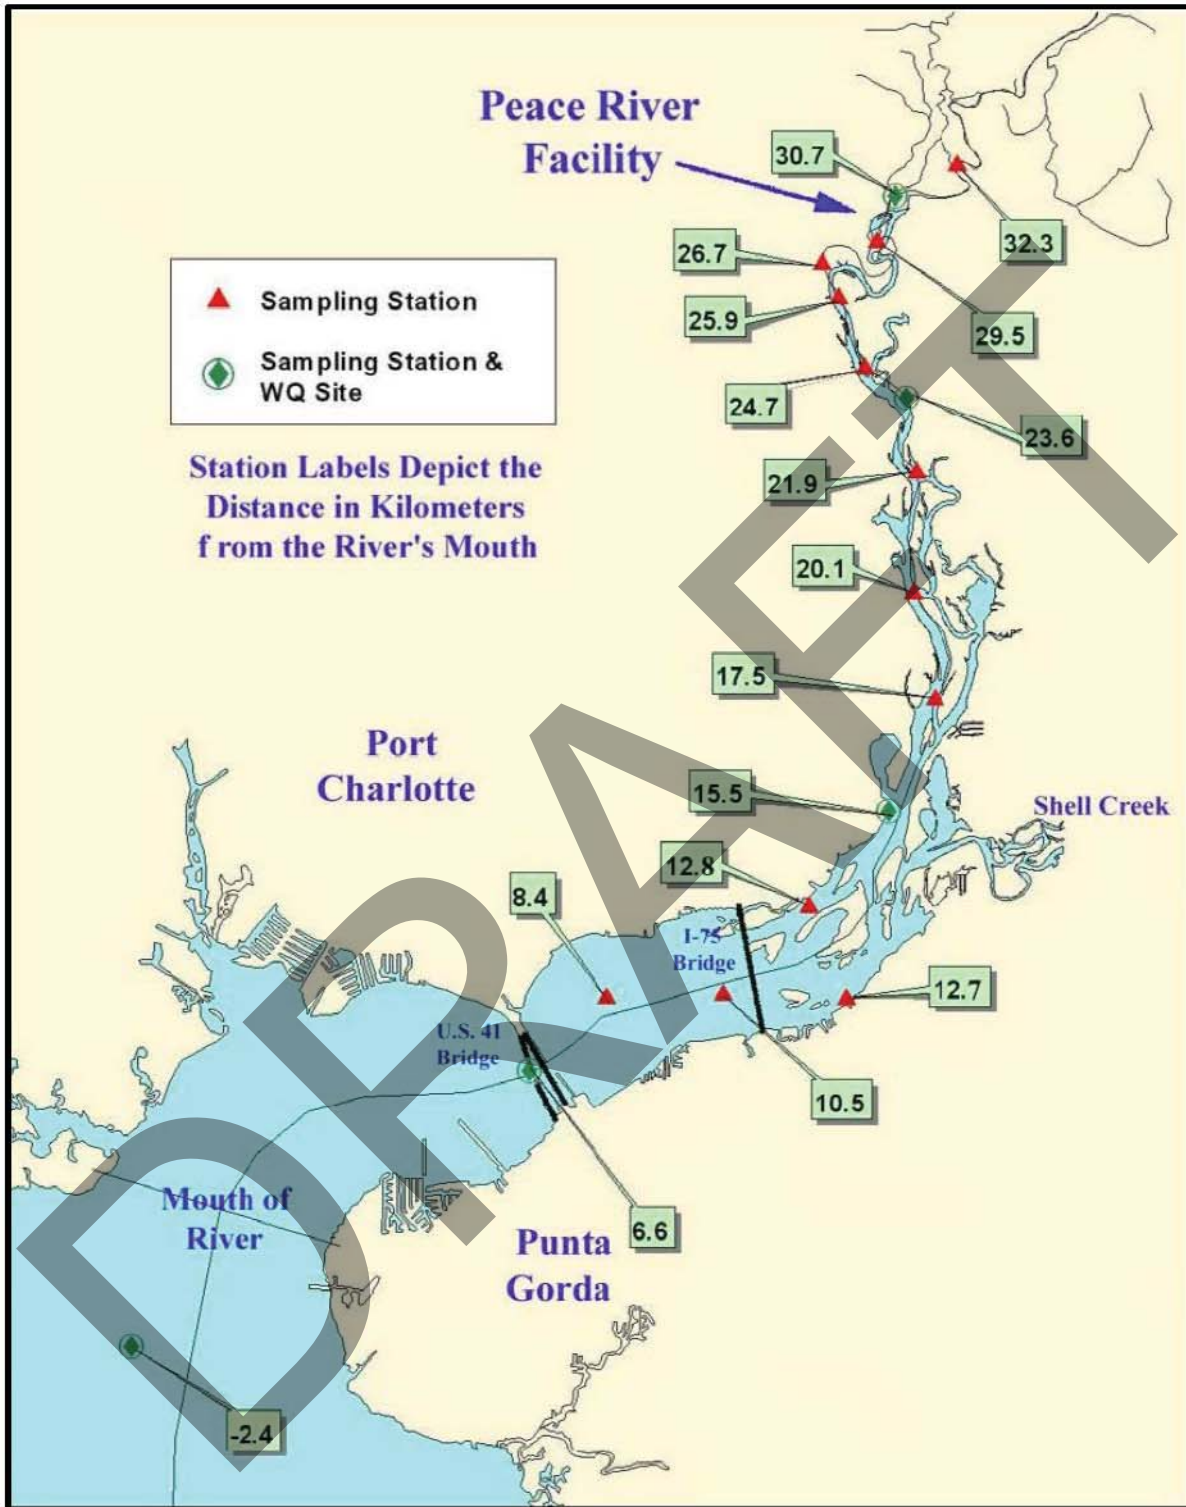 Peace River
Facility
30.7
32.3
26.7
29.5
25.9
24.7
23.6
21.9
20.1
17.5
15.5
12.8
8.4
12.7
10.5
6.6
-2.4
Sampling Station
Sampling Station &
WQ Site
Station Labels Depict the
Distance in Kilometers
f rom the River's Mouth
Port
Charlotte
Shell Creek
I-75
Bridge
U.S. 41
Bridge
Mouth of
River
Punta
Gorda
DRAFT